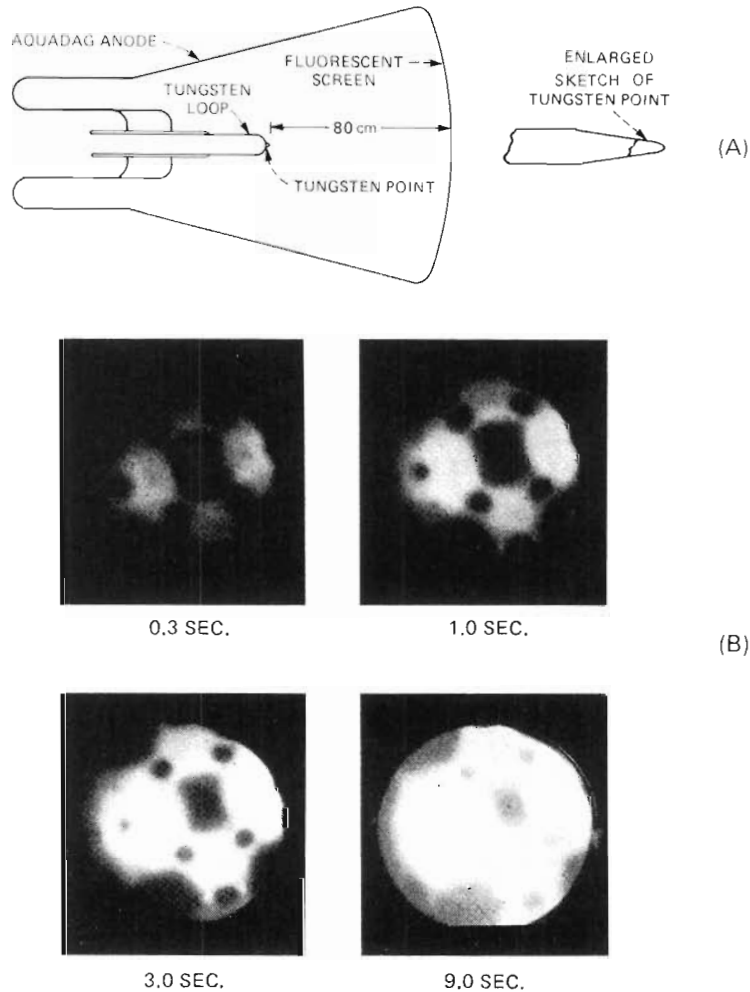 AQUADAG ANODE
TUNGSTEN
LOOP
FLUORESCENT
SCREEN
80 cm
TUNGSTEN POINT
ENLARGED
SKETCH OF
TUNGSTEN POINT
(A)
0.3 SEC.
1.0 SEC.
(B)
3.0 SEC.
9.0 SEC.